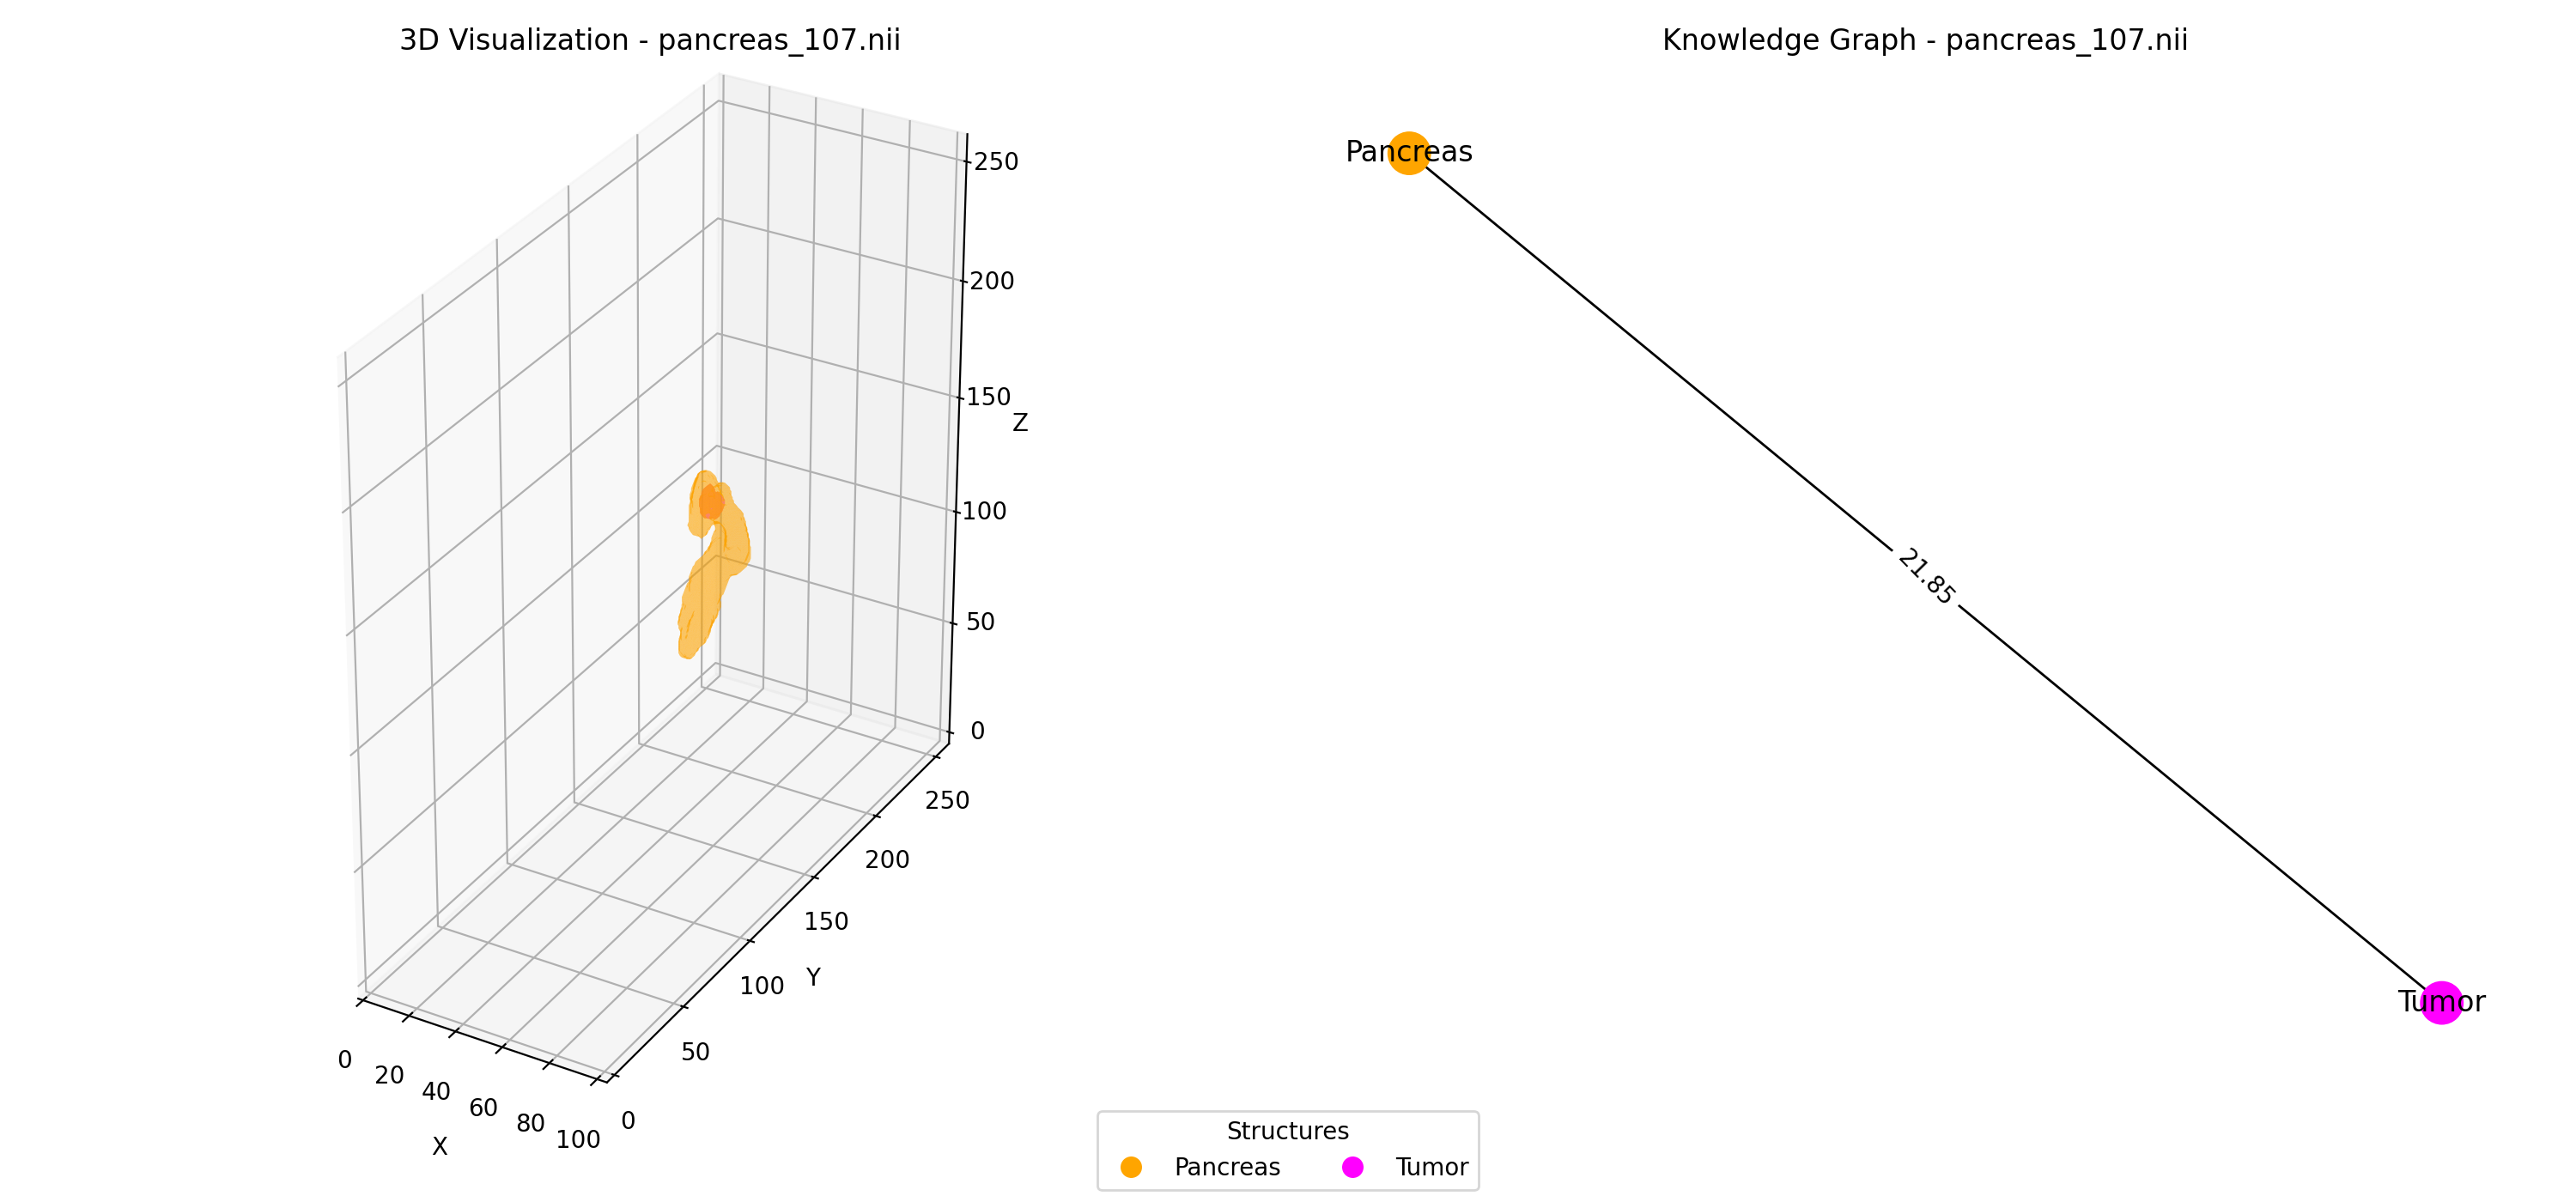 3D Visualization - pancreas_107.nii
250
200
150
Z
100
50
0
250
200
150
100
Y
50
0
0
20
40
60
80
100
X
Knowledge Graph - pancreas_107.nii
Pancreas
21.85
Tumor
Structures
Pancreas
Tumor